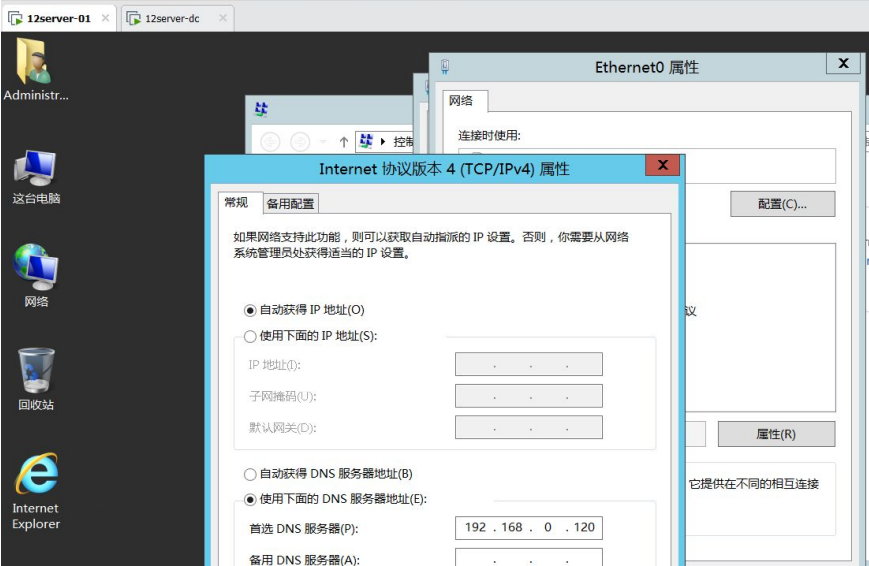 12server-01
12server-dc
Administr...
这台电脑
网络
回收站
Internet
Explorer
控制
Ethernet0 属性
网络
连接时使用:
配置(C)...
议
属性(R)
它提供在不同的相互连接
Internet 协议版本 4 (TCP/IPv4) 属性
常规
备用配置
如果网络支持此功能，则可以获取自动指派的 IP 设置。否则，你需要从网络
系统管理员处获得适当的 IP 设置。
自动获得 IP 地址(O)
使用下面的 IP 地址(S):
IP 地址(I):
子网掩码(U):
默认网关(D):
自动获得 DNS 服务器地址(B)
使用下面的 DNS 服务器地址(E):
首选 DNS 服务器(P):
192 . 168 . 0 . 120
备用 DNS 服务器(A):